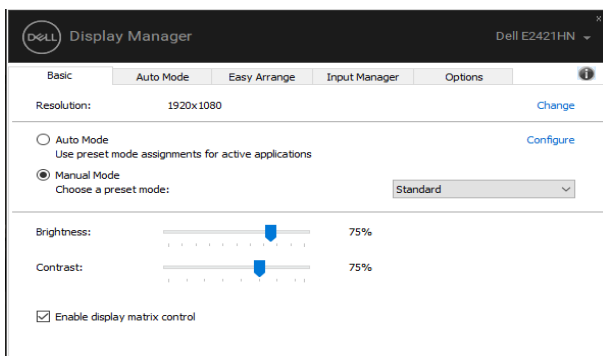 DELL Display Manager
Dell E2421HN
Basic Auto Mode Easy Arrange Input Manager Options
Resolution: 1920x1080 Change
Auto Mode Configure
Use preset mode assignments for active applications
Manual Mode
Choose a preset mode: Standard
Brightness: 75%
Contrast: 75%
Enable display matrix control